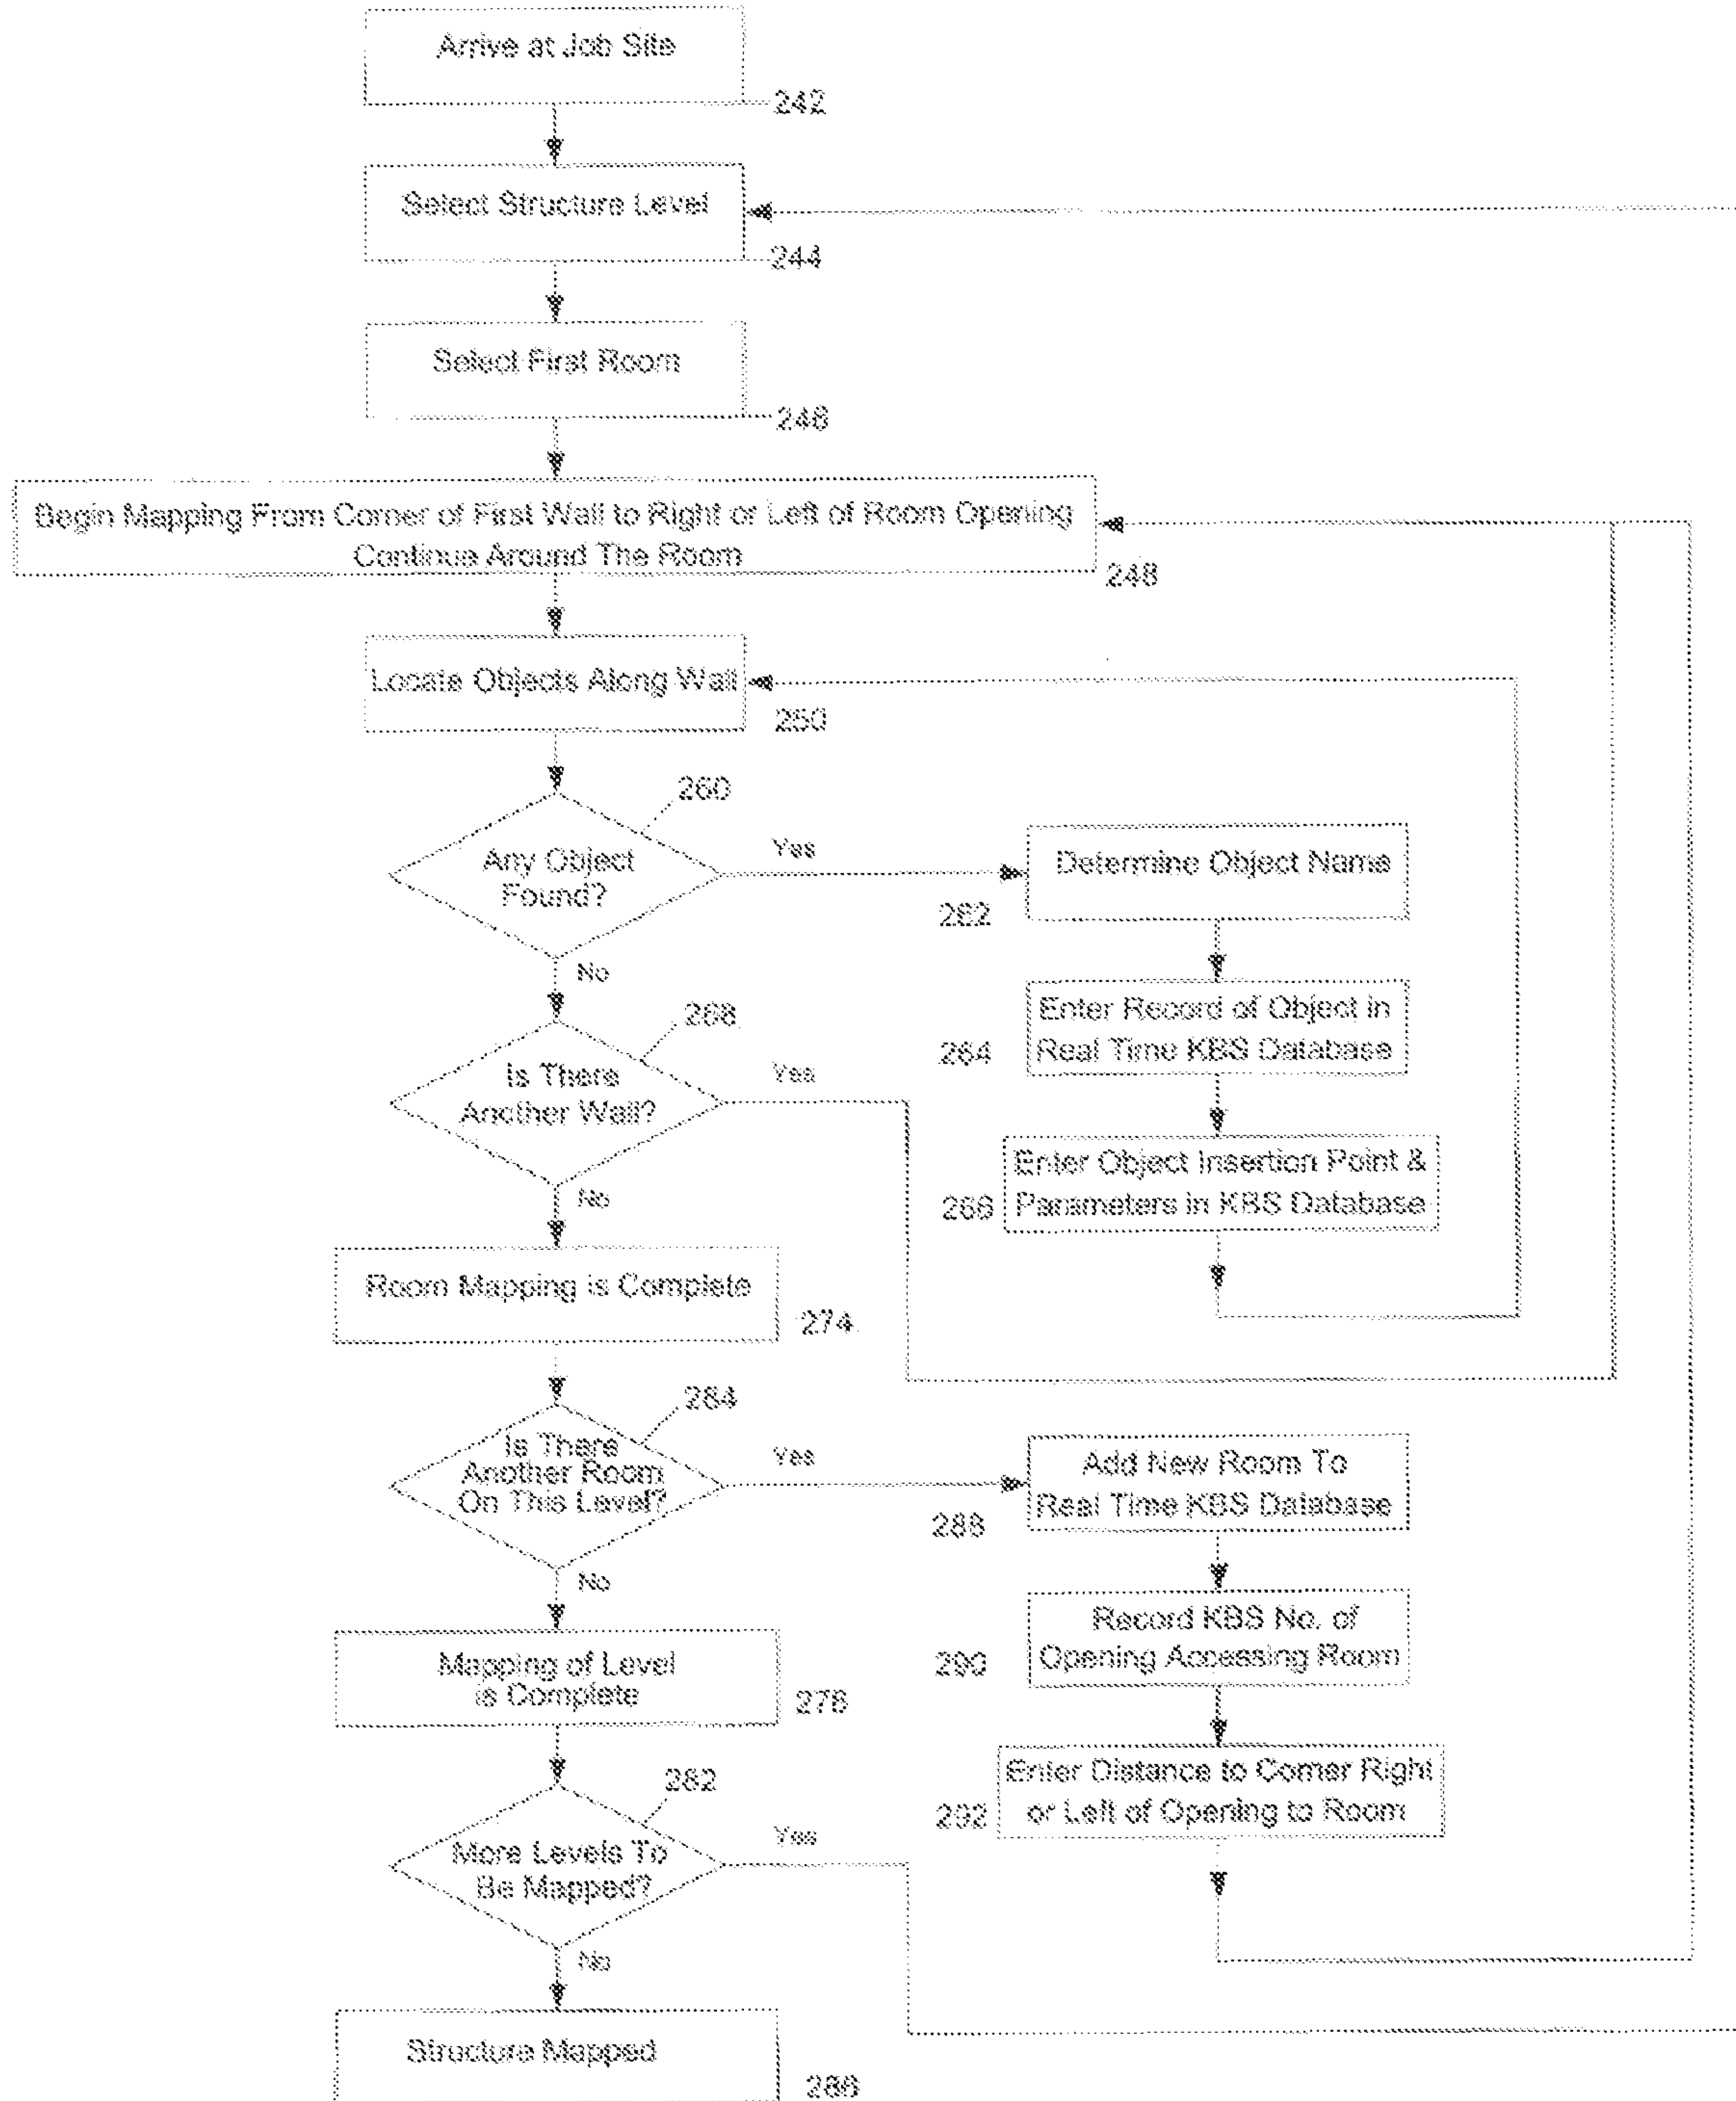 Arrive at Job Site
242
Select Structure Level
244
Select First Room
246
Begin Mapping From Corner of First Wall to Right or Left of Room Opening
Continue Around The Room
248
Locate Objects Along Wall
250
260
Any Object
Found?
Yes
No
Determine Object Name
262
Enter Record of Object in
Real Time KBS Database
264
Enter Object Insertion Point &
Parameters in KBS Database
266
268
Is There
Another Wall?
Yes
No
Room Mapping is Complete
274
284
Is There
Another Room
On This Level?
Yes
No
Add New Room To
Real Time KBS Database
288
Record KBS No. of
Opening Accessing Room
290
Enter Distance to Corner Right
or Left of Opening to Room
292
Mapping of Level
is Complete
276
282
More Levels To
Be Mapped?
Yes
No
Structure Mapped
286